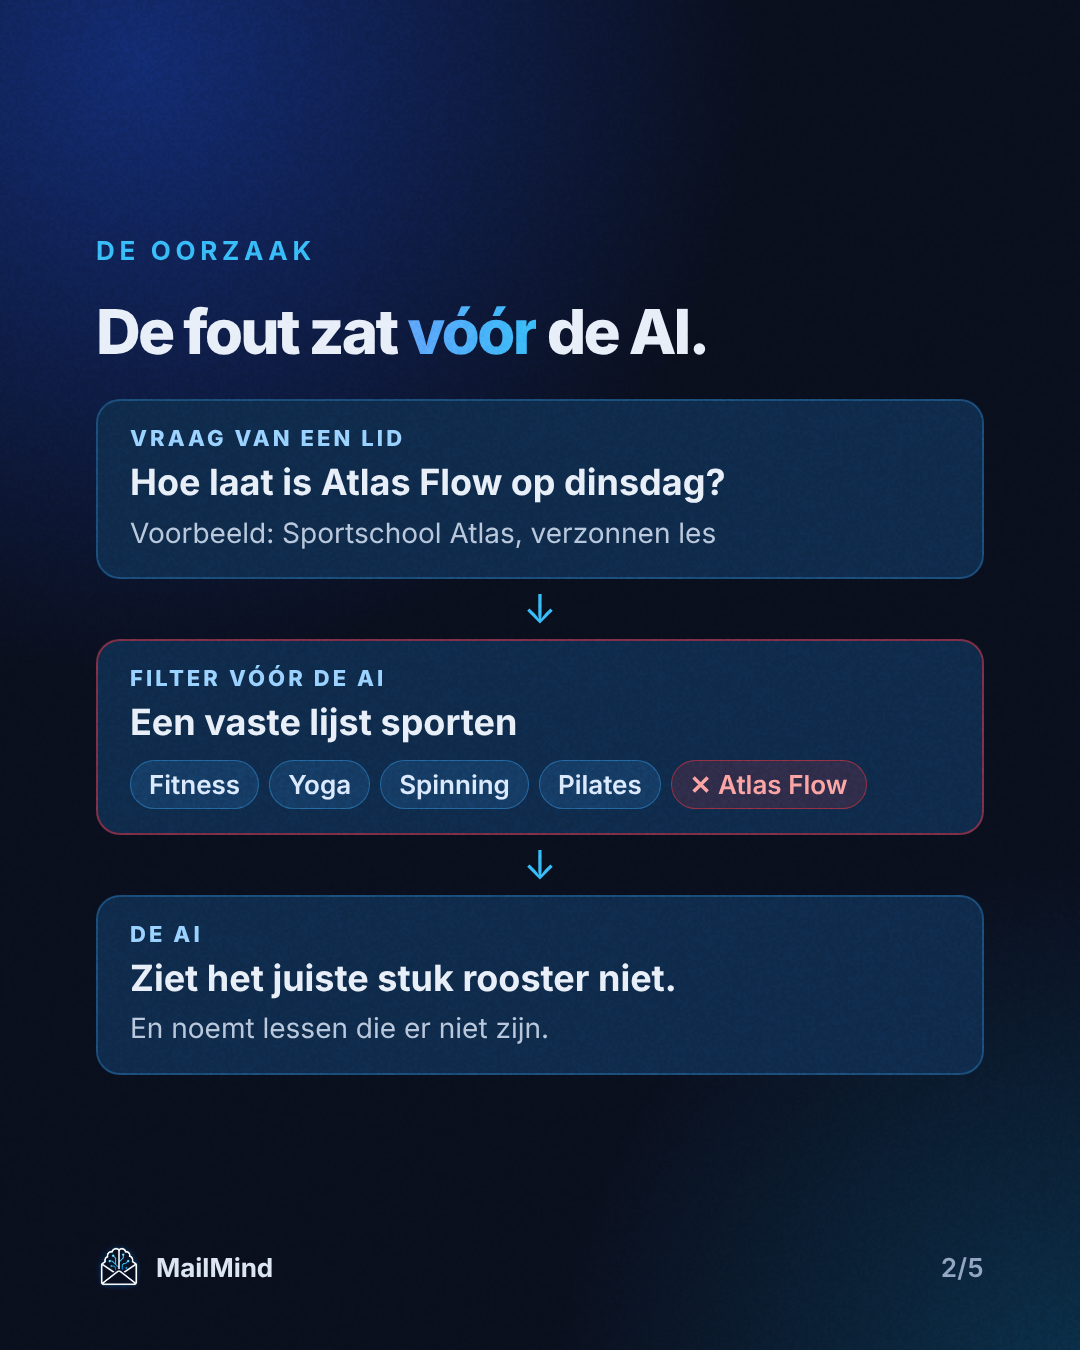 DE OORZAAK
De fout zat vóór de AI.
VRAAG VAN EEN LID
Hoe laat is Atlas Flow op dinsdag?
Voorbeeld: Sportschool Atlas, verzonnen les
↓
FILTER VÓÓR DE AI
Een vaste lijst sporten
Fitness Yoga Spinning Pilates ✕ Atlas Flow
↓
DE AI
Ziet het juiste stuk rooster niet.
En noemt lessen die er niet zijn.
MailMind 2/5